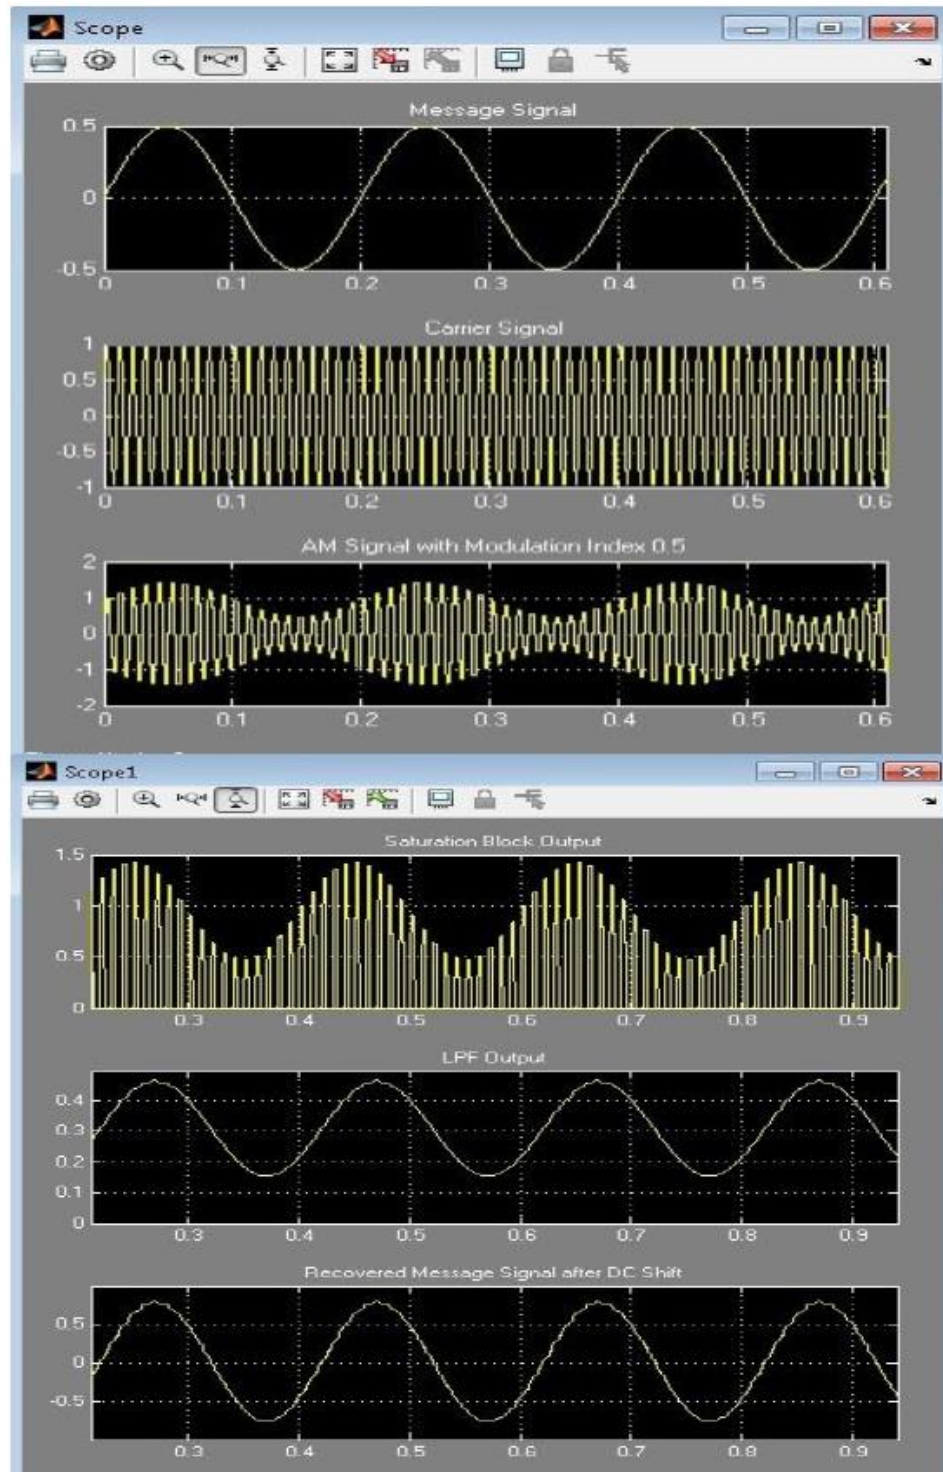 Scope
Message Signal
0.5
0
-0.5
0 0.1 0.2 0.3 0.4 0.5 0.6
Carrier Signal
1
0.5
0
-0.5
-1
0 0.1 0.2 0.3 0.4 0.5 0.6
AM Signal with Modulation Index 0.5
2
1
0
-1
-2
0 0.1 0.2 0.3 0.4 0.5 0.6
Scope1
Saturation Block Output
1.5
1
0.5
0
0.3 0.4 0.5 0.6 0.7 0.8 0.9
LPF Output
0.4
0.3
0.2
0.1
0
0.3 0.4 0.5 0.6 0.7 0.8 0.9
Recovered Message Signal after DC Shift
0.5
0
-0.5
0.3 0.4 0.5 0.6 0.7 0.8 0.9